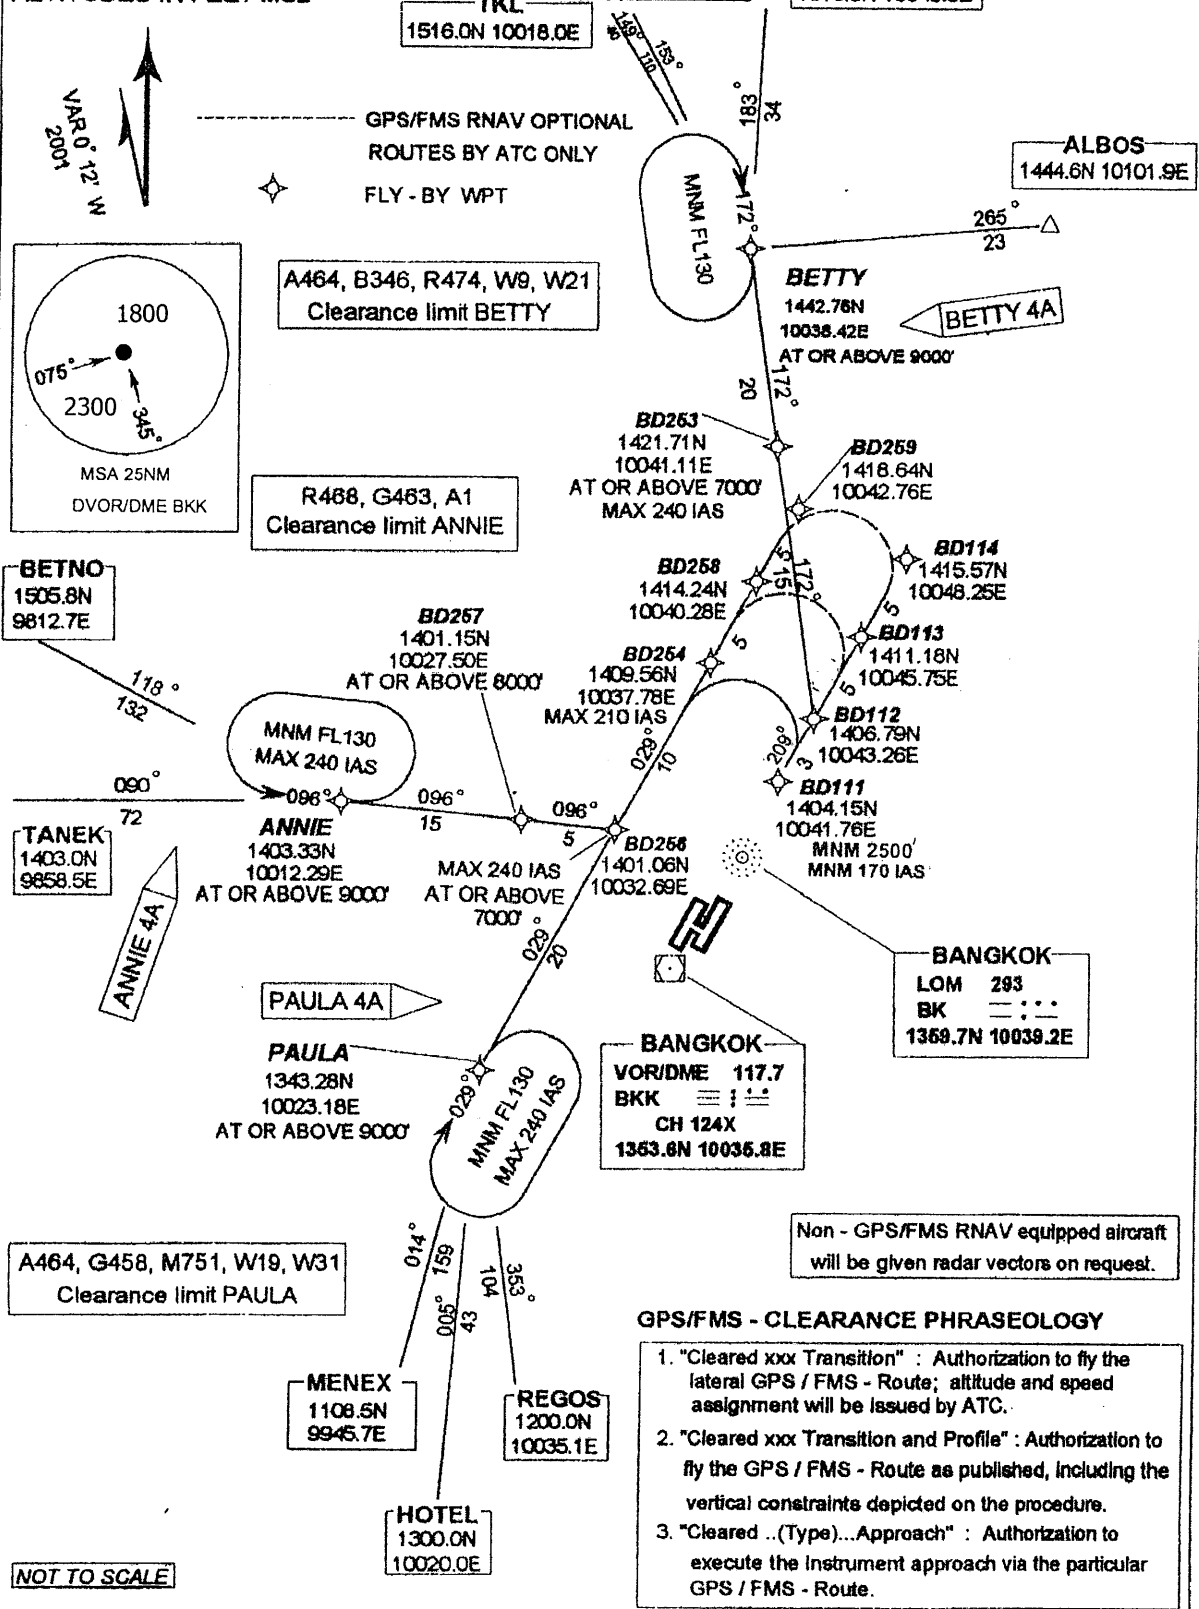 TKL
1516.0N 10018.0E
149°
110
153°
183°
34
VAR 0° 12' W
2001
GPS/FMS RNAV OPTIONAL
ROUTES BY ATC ONLY
FLY - BY WPT
ALBOS
1444.6N 10101.9E
MNM FL130
172°
265°
23
1800
075°
2300
345°
MSA 25NM
DVOR/DME BKK
A464, B346, R474, W9, W21
Clearance limit BETTY
BETTY
1442.76N
10038.42E
AT OR ABOVE 9000'
BETTY 4A
172°
20
BD253
1421.71N
10041.11E
AT OR ABOVE 7000'
MAX 240 IAS
BD259
1418.64N
10042.76E
R468, G463, A1
Clearance limit ANNIE
BD258
1414.24N
10040.28E
5
15
172°
BD114
1415.57N
10048.25E
5
BETNO
1505.8N
9812.7E
BD257
1401.15N
10027.50E
AT OR ABOVE 8000'
BD254
1409.56N
10037.78E
MAX 210 IAS
5
BD113
1411.18N
10045.75E
5
118°
132
MNM FL130
MAX 240 IAS
029°
10
BD112
1406.79N
10043.26E
209°
3
BD111
1404.15N
10041.76E
MNM 2500'
MNM 170 IAS
090°
72
096°
096°
15
096°
5
TANEK
1403.0N
9858.5E
ANNIE
1403.33N
10012.29E
AT OR ABOVE 9000'
BD256
1401.06N
10032.69E
MAX 240 IAS
AT OR ABOVE
7000'
ANNIE 4A
029°
20
PAULA 4A
BANGKOK
LOM 293
BK
1359.7N 10039.2E
PAULA
1343.28N
10023.18E
AT OR ABOVE 9000'
029°
MNM FL130
MAX 240 IAS
BANGKOK
VOR/DME 117.7
BKK
CH 124X
1353.6N 10035.8E
A464, G458, M751, W19, W31
Clearance limit PAULA
014°
159
005°
43
353°
104
Non - GPS/FMS RNAV equipped aircraft
will be given radar vectors on request.
MENEX
1108.5N
9945.7E
REGOS
1200.0N
10035.1E
HOTEL
1300.0N
10020.0E
GPS/FMS - CLEARANCE PHRASEOLOGY
1. "Cleared xxx Transition" : Authorization to fly the
lateral GPS / FMS - Route; altitude and speed
assignment will be issued by ATC.
2. "Cleared xxx Transition and Profile" : Authorization to
fly the GPS / FMS - Route as published, including the
vertical constraints depicted on the procedure.
3. "Cleared ..(Type)...Approach" : Authorization to
execute the Instrument approach via the particular
GPS / FMS - Route.
NOT TO SCALE